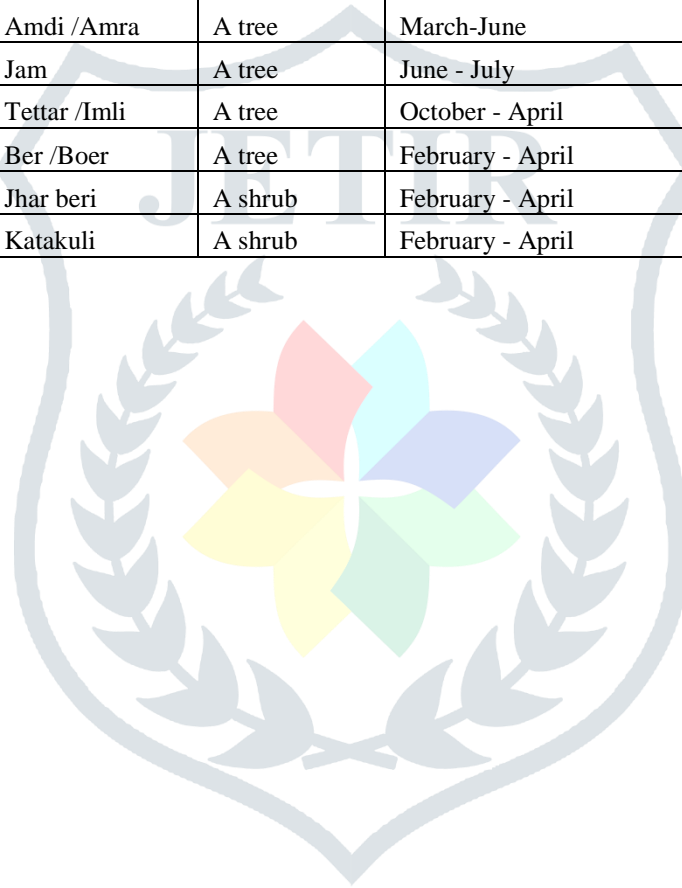 Amdi /Amra A tree March-June
Jam A tree June - July
Tettar /Imli A tree October - April
Ber /Boer A tree February - April
Jhar beri A shrub February - April
Katakuli A shrub February - April
JETIR